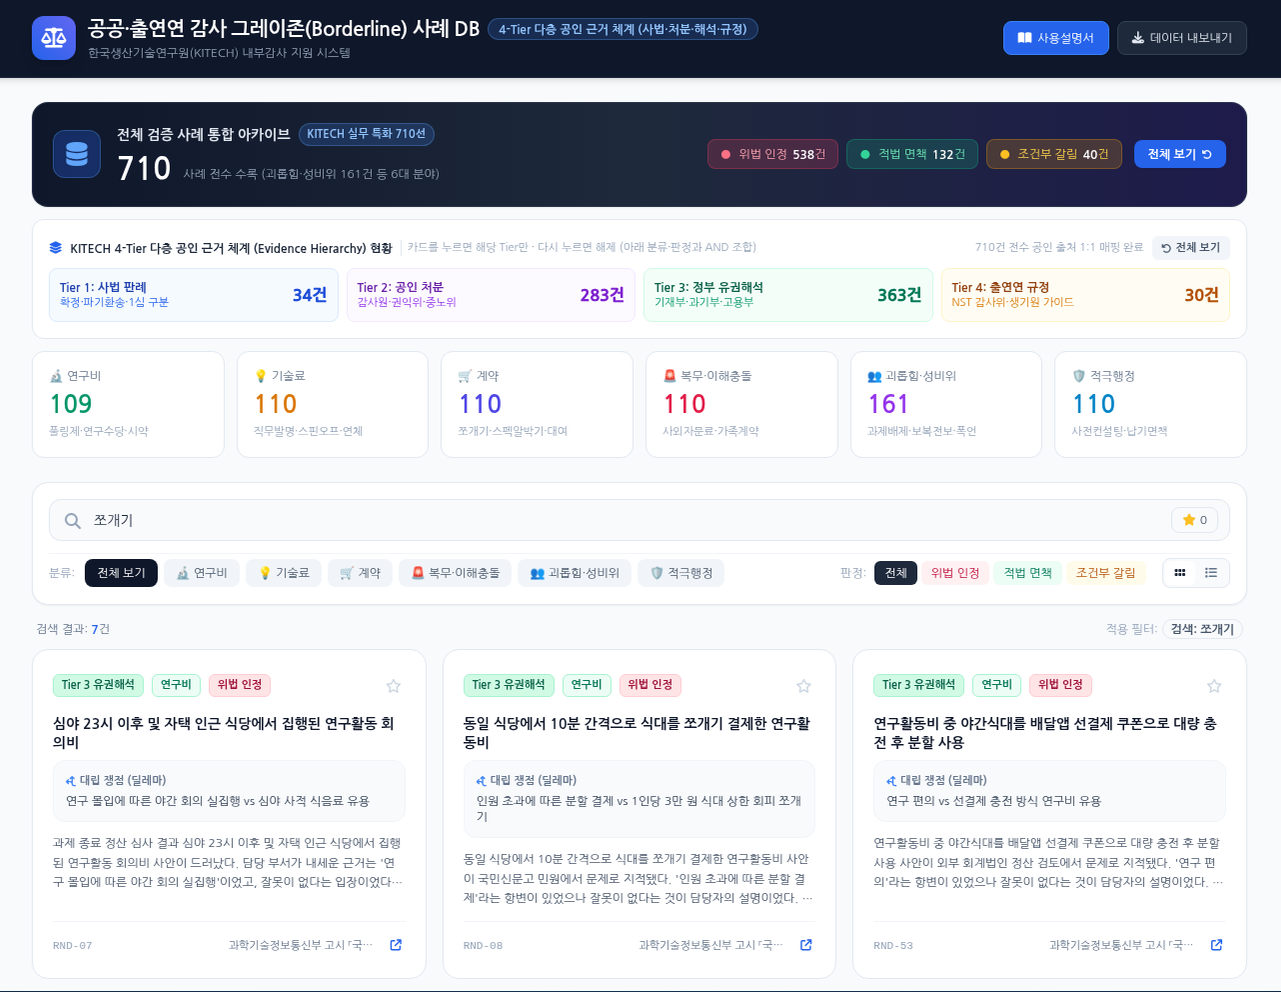 공공·출연연 감사 그레이존(Borderline) 사례 DB
4-Tier 다층 공인 근거 체계 (사법·처분·해석·규정)
한국생산기술연구원(KITECH) 내부감사 지원 시스템
사용설명서
데이터 내보내기
전체 검증 사례 통합 아카이브
KITECH 실무 특화 710선
710 사례 전수 수록 (괴롭힘·성비위 161건 등 6대 분야)
위법 인정 538건
적법 면책 132건
조건부 갈림 40건
전체 보기
KITECH 4-Tier 다층 공인 근거 체계 (Evidence Hierarchy) 현황
카드를 누르면 해당 Tier만 · 다시 누르면 해제 (아래 분류·판정과 AND 조합)
710건 전수 공인 출처 1:1 매핑 완료
전체 보기
Tier 1: 사법 판례
확정·파기환송·1심 구분
34건
Tier 2: 공인 처분
감사원·권익위·중노위
283건
Tier 3: 정부 유권해석
기재부·과기부·고용부
363건
Tier 4: 출연연 규정
NST 감사위·생기원 가이드
30건
연구비
109
풀링제·연구수당·시약
기술료
110
직무발명·스핀오프·연체
계약
110
쪼개기·스펙알박기·대여
복무·이해충돌
110
사외자문료·가족계약
괴롭힘·성비위
161
과제배제·보복전보·폭언
적극행정
110
사전컨설팅·납기면책
쪼개기
0
분류:
전체 보기
연구비
기술료
계약
복무·이해충돌
괴롭힘·성비위
적극행정
판정:
전체
위법 인정
적법 면책
조건부 갈림
검색 결과: 7건
적용 필터:
검색: 쪼개기
Tier 3 유권해석
연구비
위법 인정
심야 23시 이후 및 자택 인근 식당에서 집행된 연구활동 회
의비
대립 쟁점 (딜레마)
연구 몰입에 따른 야간 회의 실집행 vs 심야 사적 식음료 유용
과제 종료 정산 심사 결과 심야 23시 이후 및 자택 인근 식당에서 집행
된 연구활동 회의비 사안이 드러났다. 담당 부서가 내세운 근거는 '연
구 몰입에 따른 야간 회의 실집행'이었고, 잘못이 없다는 입장이었다…
RND-07
과학기술정보통신부 고시 「국…
Tier 3 유권해석
연구비
위법 인정
동일 식당에서 10분 간격으로 식대를 쪼개기 결제한 연구활
동비
대립 쟁점 (딜레마)
인원 초과에 따른 분할 결제 vs 1인당 3만 원 식대 상한 회피 쪼개
기
동일 식당에서 10분 간격으로 식대를 쪼개기 결제한 연구활동비 사안
이 국민신문고 민원에서 문제로 지적됐다. '인원 초과에 따른 분할 결
제'라는 항변이 있었으나 잘못이 없다는 것이 담당자의 설명이었다. …
RND-08
과학기술정보통신부 고시 「국…
Tier 3 유권해석
연구비
위법 인정
연구활동비 중 야간식대를 배달앱 선결제 쿠폰으로 대량 충
전 후 분할 사용
대립 쟁점 (딜레마)
연구 편의 vs 선결제 충전 방식 연구비 유용
연구활동비 중 야간식대를 배달앱 선결제 쿠폰으로 대량 충전 후 분할
사용 사안이 외부 회계법인 정산 검토에서 문제로 지적됐다. '연구 편
의'라는 항변이 있었으나 잘못이 없다는 것이 담당자의 설명이었다. …
RND-53
과학기술정보통신부 고시 「국…